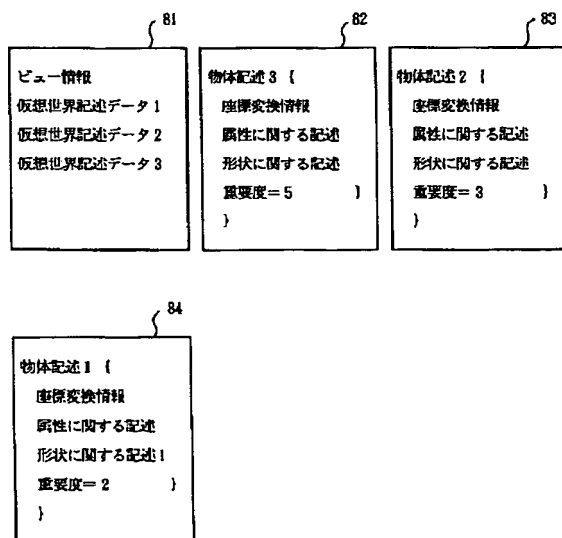 81
ビュー情報
仮想世界記述データ1
仮想世界記述データ2
仮想世界記述データ3
82
物体記述3 {
座標変換情報
属性に関する記述
形状に関する記述
重要度=5 }
}
83
物体記述2 {
座標変換情報
属性に関する記述
形状に関する記述
重要度=3 }
}
84
物体記述1 {
座標変換情報
属性に関する記述
形状に関する記述1
重要度=2 }
}